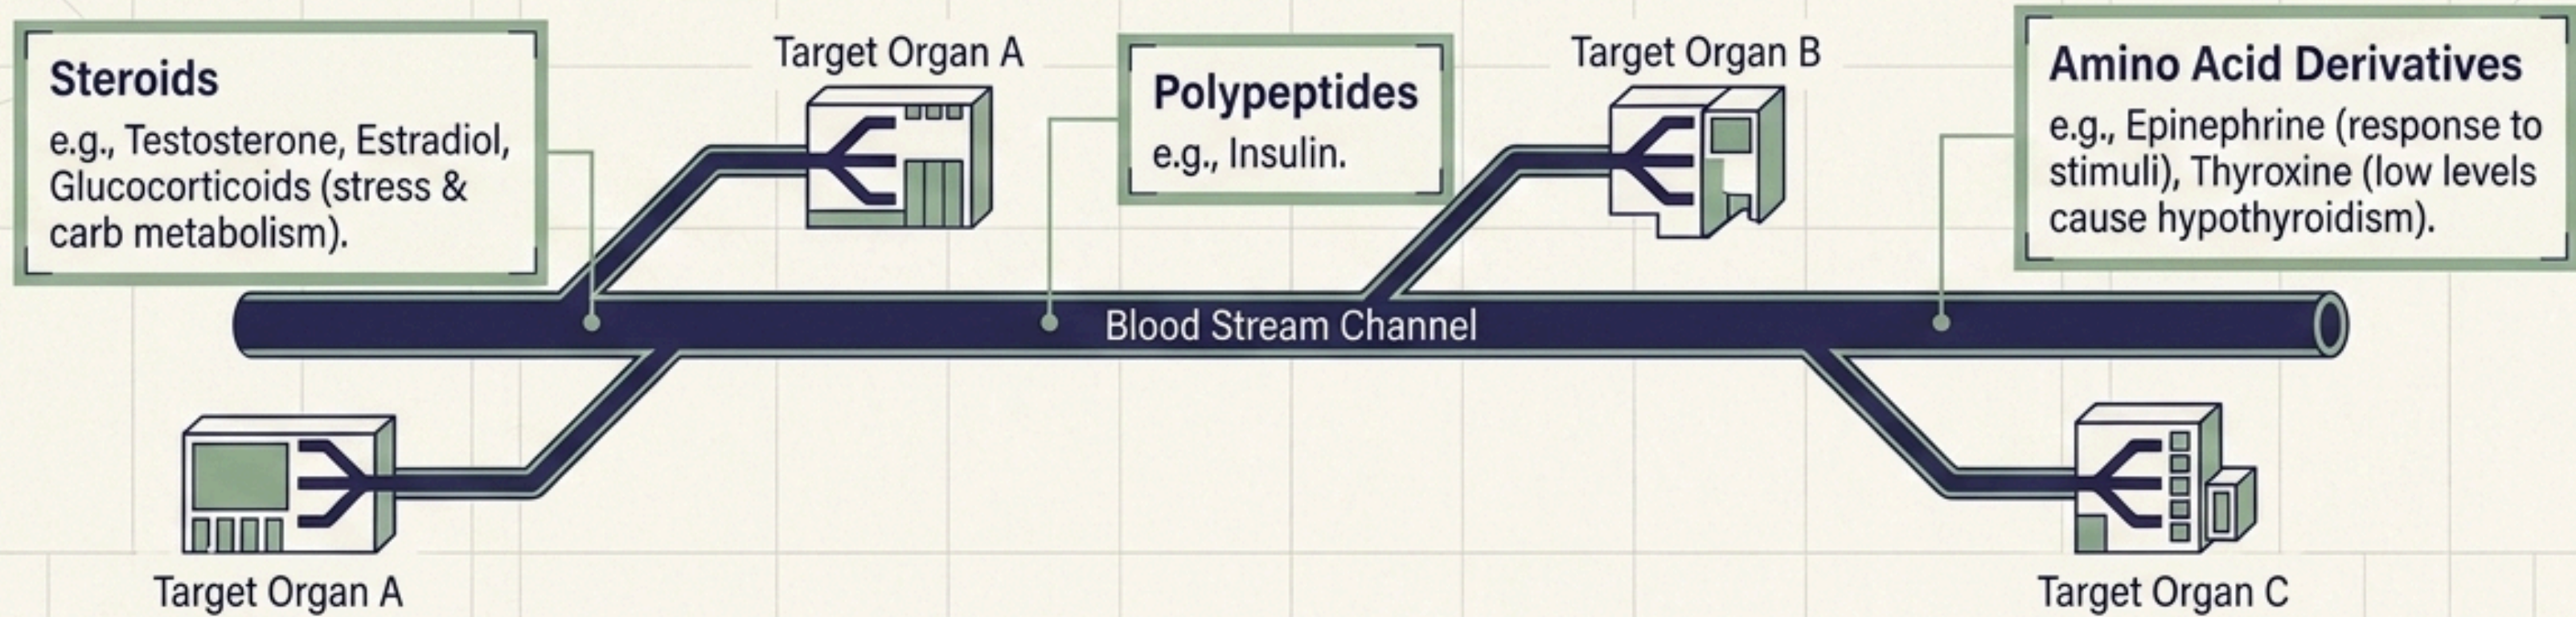 Steroids
e.g., Testosterone, Estradiol,
Glucocorticoids (stress &
carb metabolism).
Target Organ A
Polypeptides
e.g., Insulin.
Target Organ B
Amino Acid Derivatives
e.g., Epinephrine (response to
stimuli), Thyroxine (low levels
cause hypothyroidism).
Blood Stream Channel
Target Organ A
Target Organ C